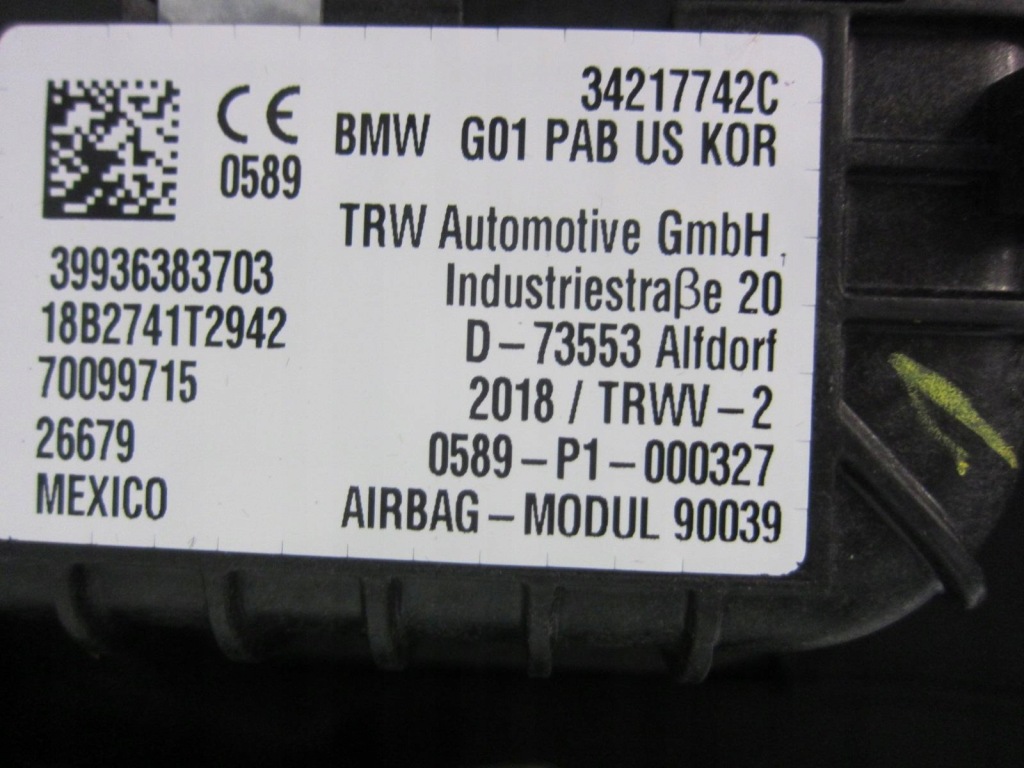 34217742C
CE BMW G01 PAB US KOR
0589
TRW Automotive GmbH
39936383703 Industriestraße 20
18B2741T2942 D-73553 Alfdorf
70099715 2018 / TRWV-2
26679 0589-P1-000327
MEXICO AIRBAG-MODUL 90039